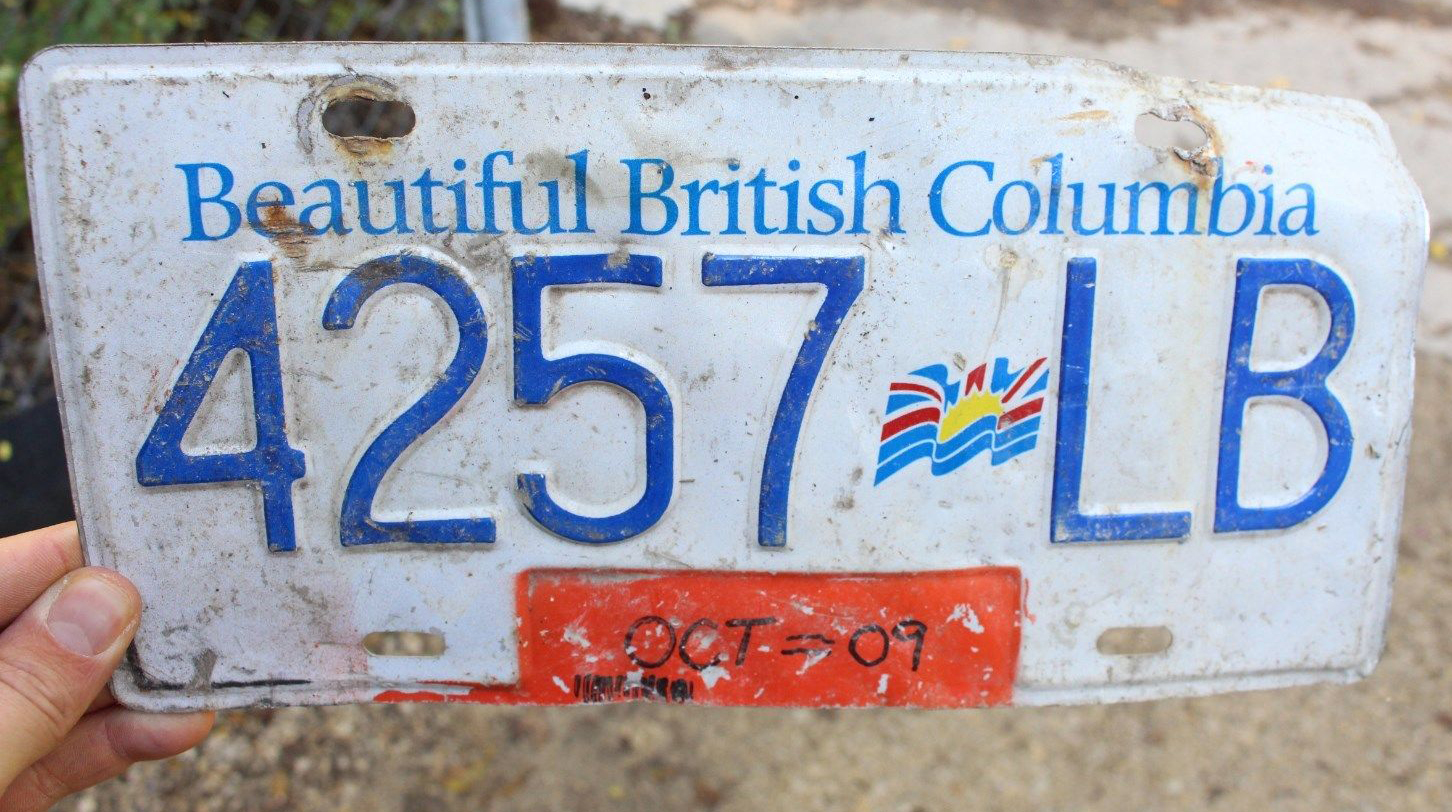 Beautiful British Columbia
4257 LB
OCT = 09